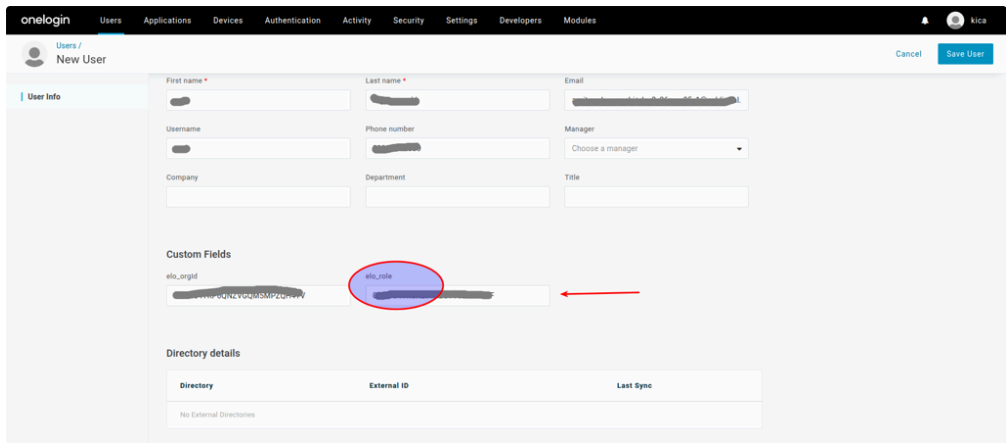 onelogin Users Applications Devices Authentication Activity Security Settings Developers Modules kica
Users /
New User
Cancel Save User
User Info
First name * Last name * Email
Username Phone number Manager
Choose a manager
Company Department Title
Custom Fields
elo_orgid elo_role
Directory details
Directory External ID Last Sync
No External Directories